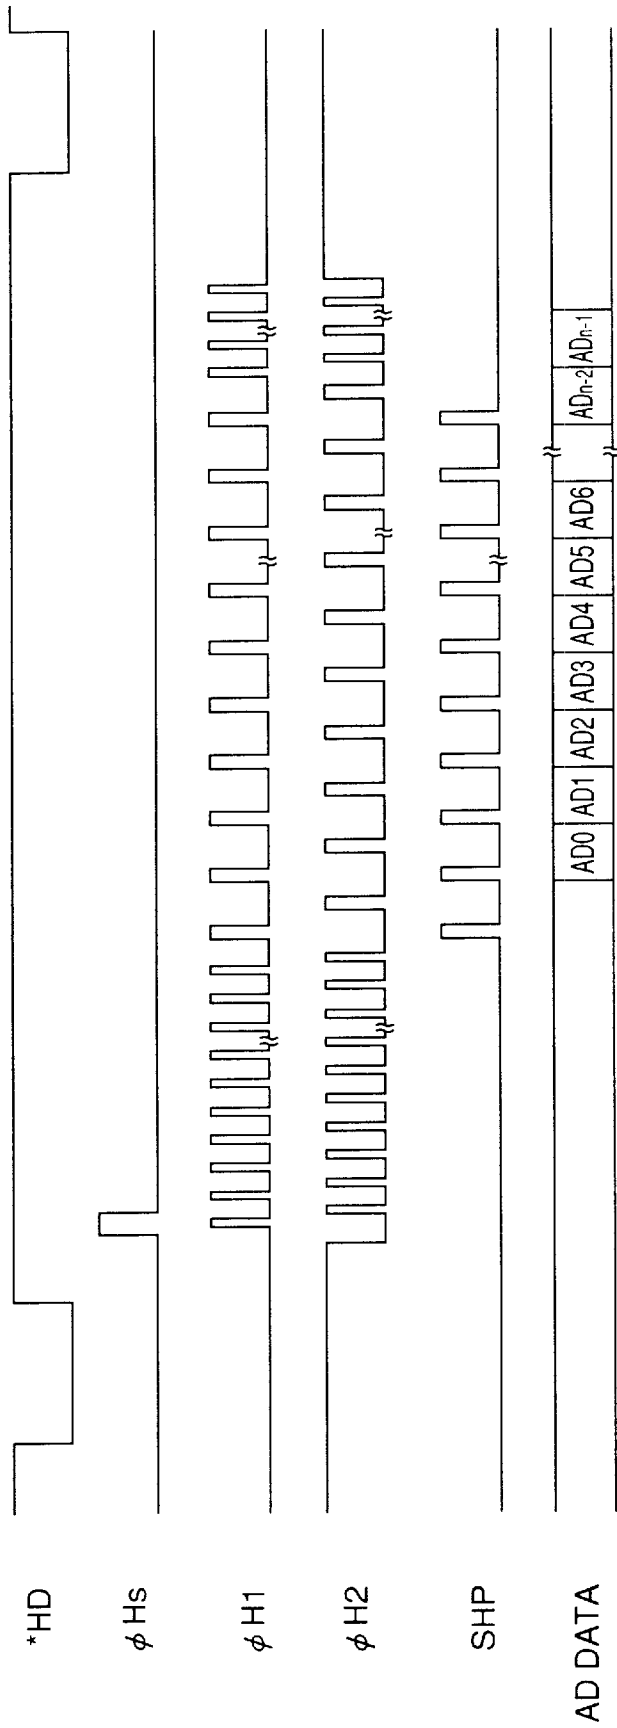 *HD
φHs
φH1
φH2
SHP
AD DATA
AD0 AD1 AD2 AD3 AD4 AD5 AD6 ADn-2 ADn-1